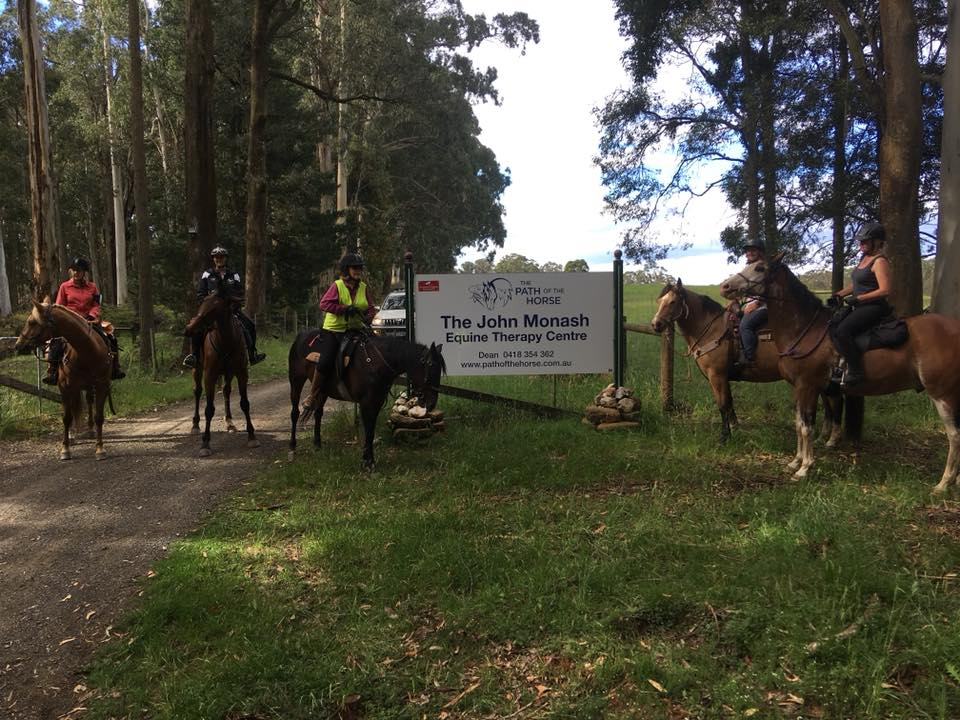 THE
PATH OF THE
HORSE
The John Monash
Equine Therapy Centre
Dean 0418 354 362
www.pathofthehorse.com.au